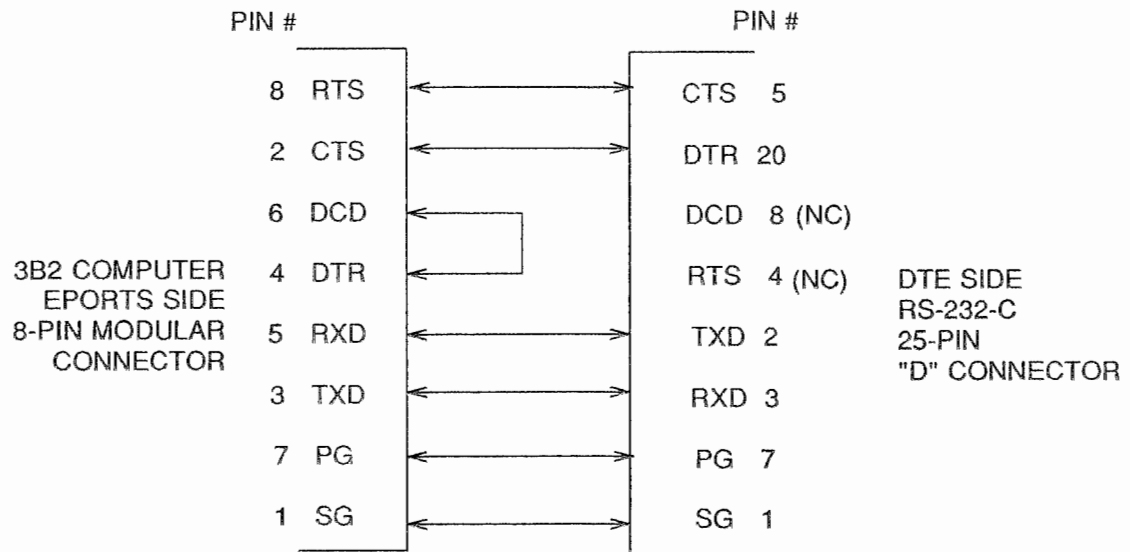 PIN # PIN #
8 RTS CTS 5
2 CTS DTR 20
6 DCD DCD 8 (NC)
4 DTR RTS 4 (NC)
5 RXD TXD 2
3 TXD RXD 3
7 PG PG 7
1 SG SG 1
3B2 COMPUTER
EPORTS SIDE
8-PIN MODULAR
CONNECTOR
DTE SIDE
RS-232-C
25-PIN
"D" CONNECTOR